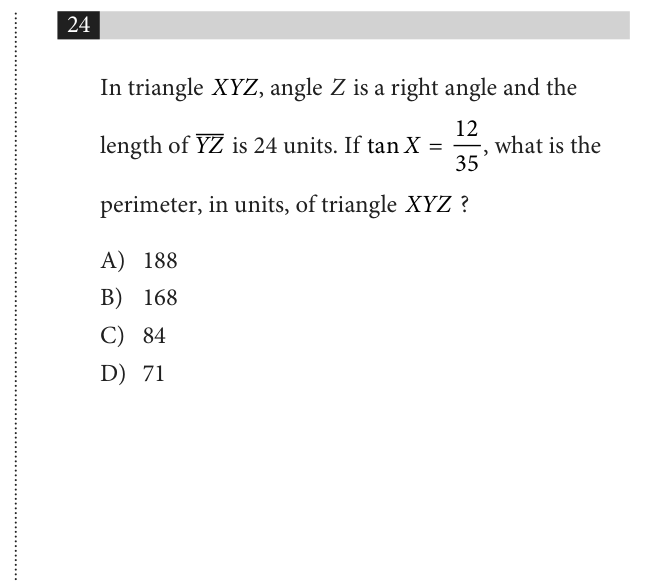 24
In triangle XYZ, angle Z is a right angle and the
length of Y͞Z͞ is 24 units. If tan X = 12/35, what is the
perimeter, in units, of triangle XYZ ?
A) 188
B) 168
C) 84
D) 71